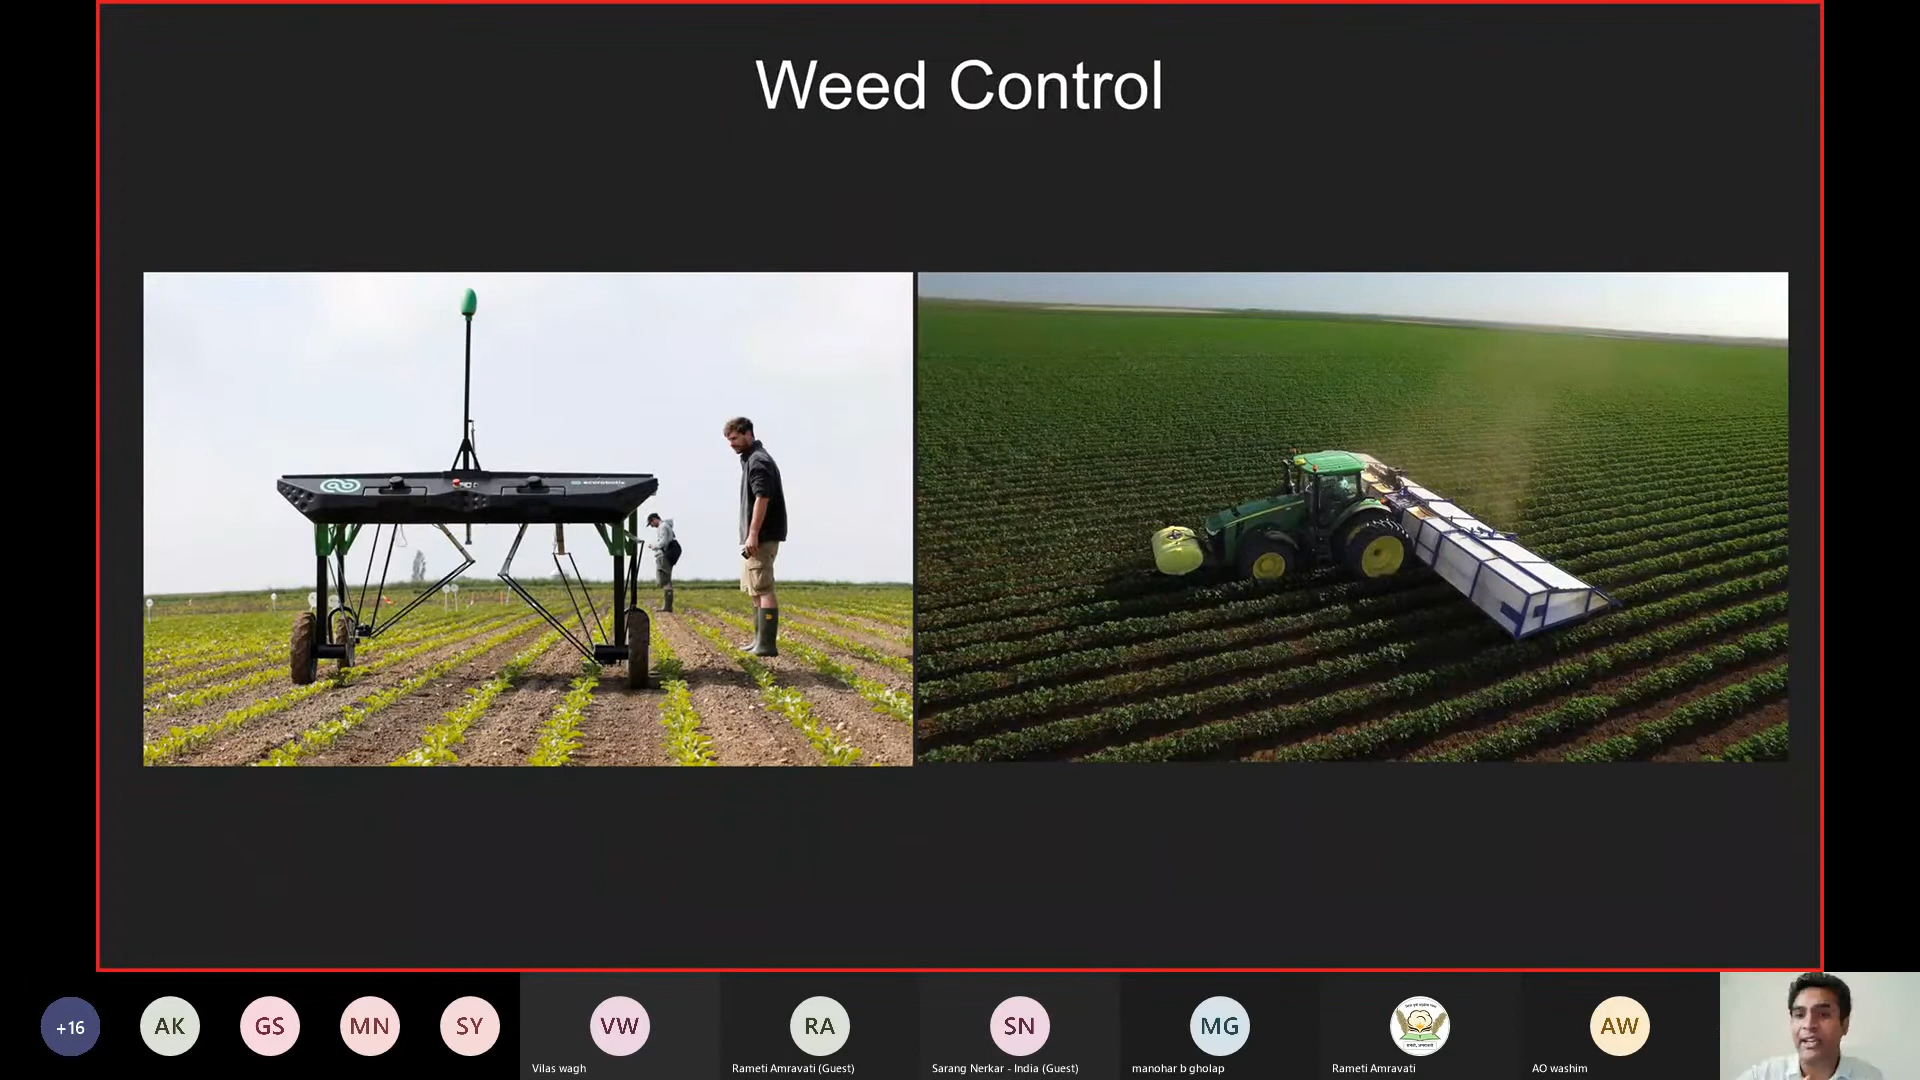 Weed Control
ecorobotix
+16
AK
GS
MN
SY
VW
RA
SN
MG
AW
Vilas wagh
Rameti Amravati (Guest)
Sarang Nerkar - India (Guest)
manohar b gholap
Rameti Amravati
AO washim